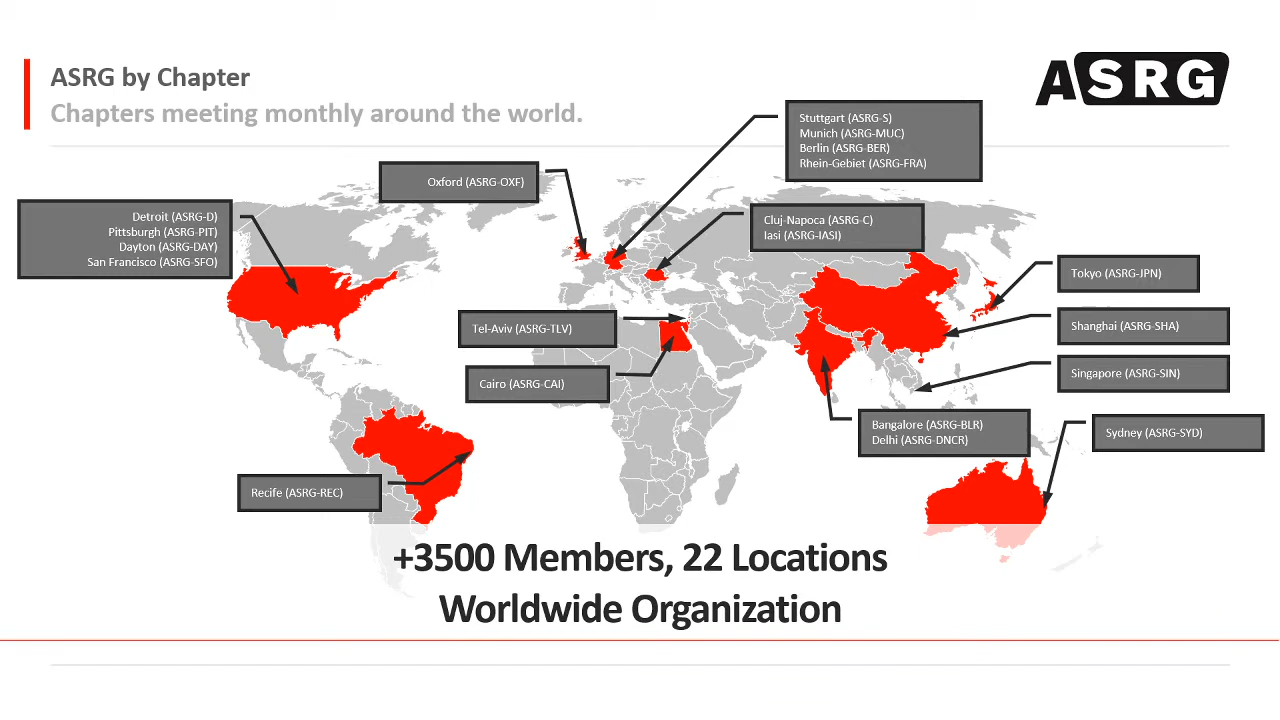 ASRG by Chapter
Chapters meeting monthly around the world.
ASRG
Stuttgart (ASRG-S)
Munich (ASRG-MUC)
Berlin (ASRG-BER)
Rhein-Gebiet (ASRG-FRA)
Oxford (ASRG-OXF)
Detroit (ASRG-D)
Pittsburgh (ASRG-PIT)
Dayton (ASRG-DAY)
San Francisco (ASRG-SFO)
Cluj-Napoca (ASRG-C)
Iasi (ASRG-IASI)
Tokyo (ASRG-JPN)
Tel-Aviv (ASRG-TLV)
Shanghai (ASRG-SHA)
Cairo (ASRG-CAI)
Singapore (ASRG-SIN)
Bangalore (ASRG-BLR)
Delhi (ASRG-DNCR)
Sydney (ASRG-SYD)
Recife (ASRG-REC)
+3500 Members, 22 Locations
Worldwide Organization